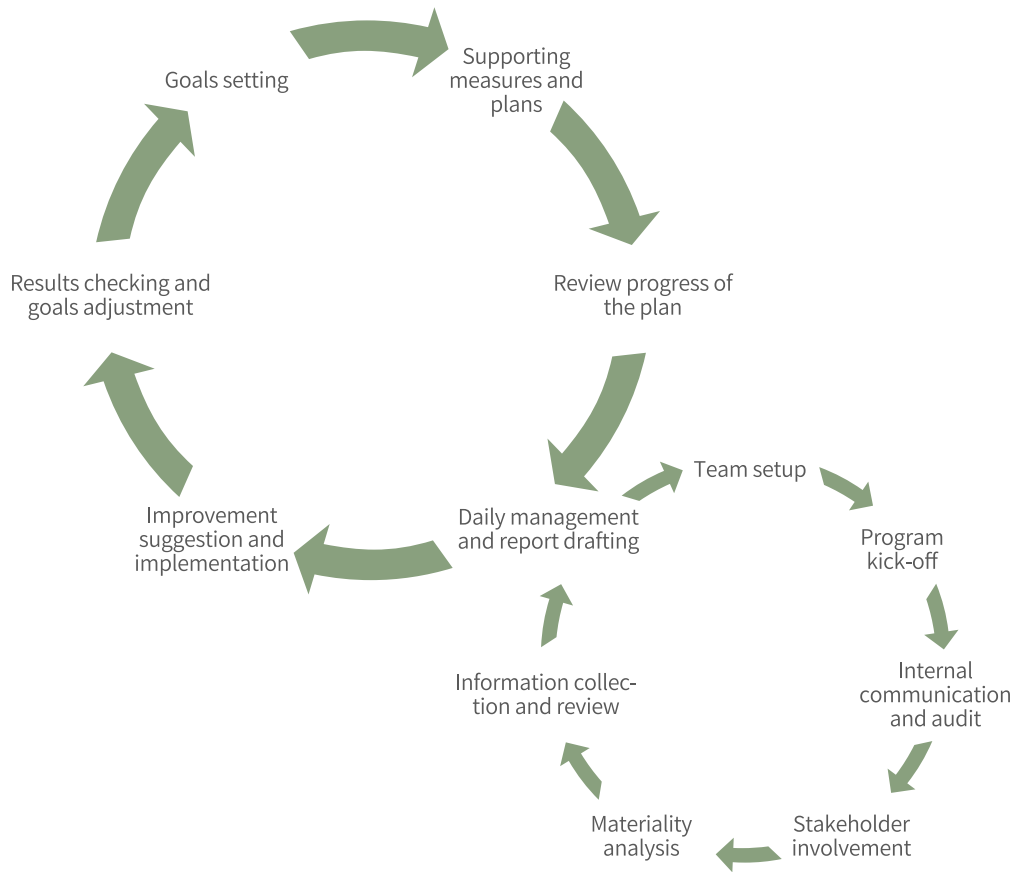 Goals setting
Supporting
measures and
plans
Review progress of
the plan
Daily management
and report drafting
Improvement
suggestion and
implementation
Results checking and
goals adjustment
Team setup
Program
kick-off
Internal
communication
and audit
Stakeholder
involvement
Materiality
analysis
Information collec-
tion and review